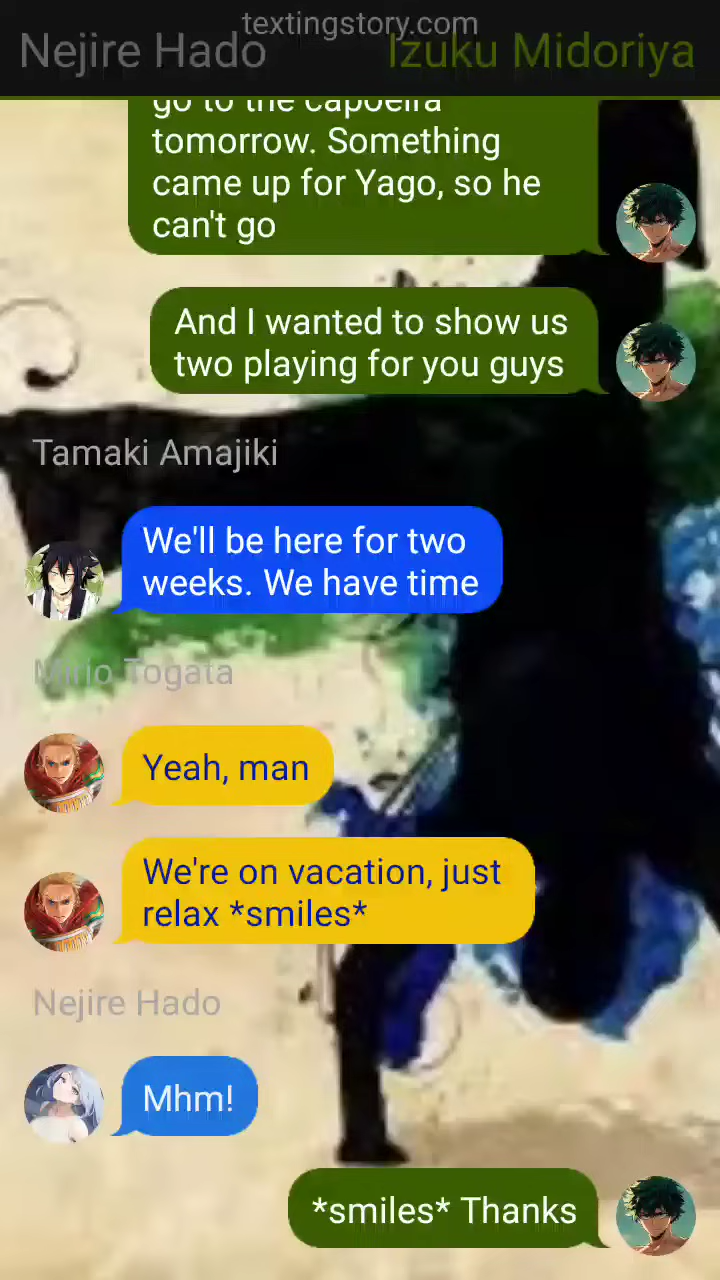 textingstory.com
Nejire Hado
Izuku Midoriya
go to the capoeira
tomorrow. Something
came up for Yago, so he
can't go
And I wanted to show us
two playing for you guys
Tamaki Amajiki
We'll be here for two
weeks. We have time
Mirio Togata
Yeah, man
We're on vacation, just
relax *smiles*
Nejire Hado
Mhm!
*smiles* Thanks